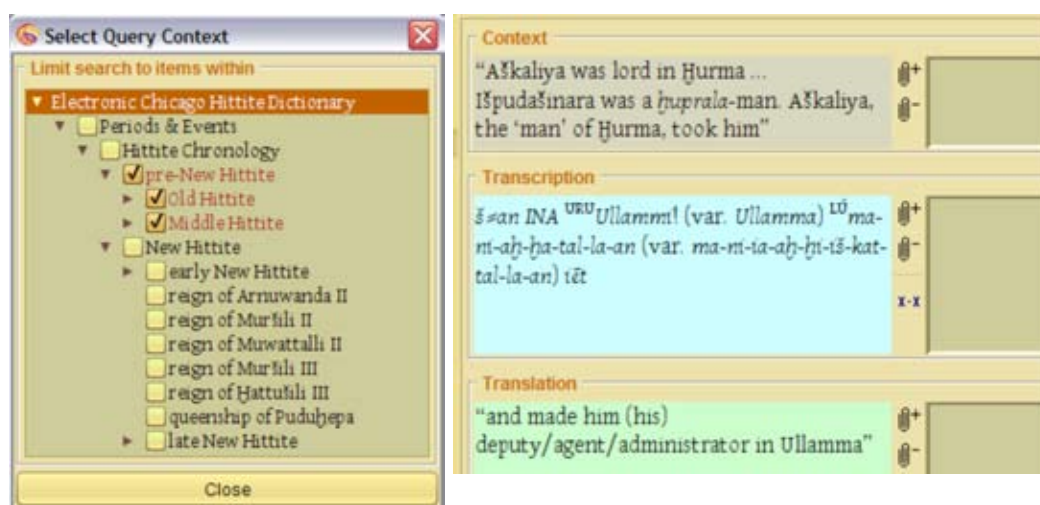 Select Query Context
Limit search to items within
Electronic Chicago Hittite Dictionary
Periods & Events
Hittite Chronology
pre-New Hittite
Old Hittite
Middle Hittite
New Hittite
early New Hittite
reign of Arnuwanda II
reign of Muršili II
reign of Muwattalli II
reign of Muršili III
reign of Ḫattušili III
queenship of Puduḫepa
late New Hittite
Close
Context
“Aškaliya was lord in Ḫurma ...
Išpudašinara was a ḫuprala-man. Aškaliya,
the ‘man’ of Ḫurma, took him”
Transcription
š⸗an INA URUUllammi! (var. Ullamma) LÚma-
ni-aḫ-ḫa-tal-la-an (var. ma-ni-ia-aḫ-ḫi-iš-kat-
tal-la-an) iēt
x-x
Translation
“and made him (his)
deputy/agent/administrator in Ullamma”